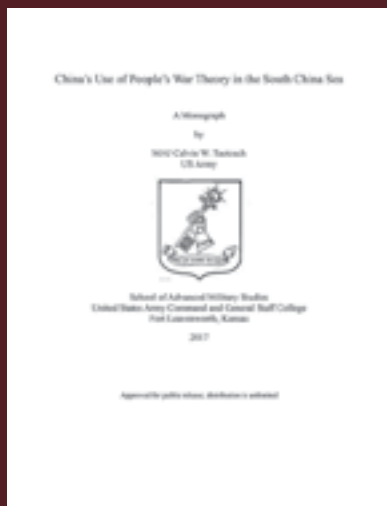 China's Use of People's War Theory in the South China Sea
A Monograph
by
MAJ Calvin W.
US Army
School of Advanced Military Studies
United States Army Command and General Staff College
Fort Leavenworth, Kansas
2017
Approved for public release; distribution is unlimited